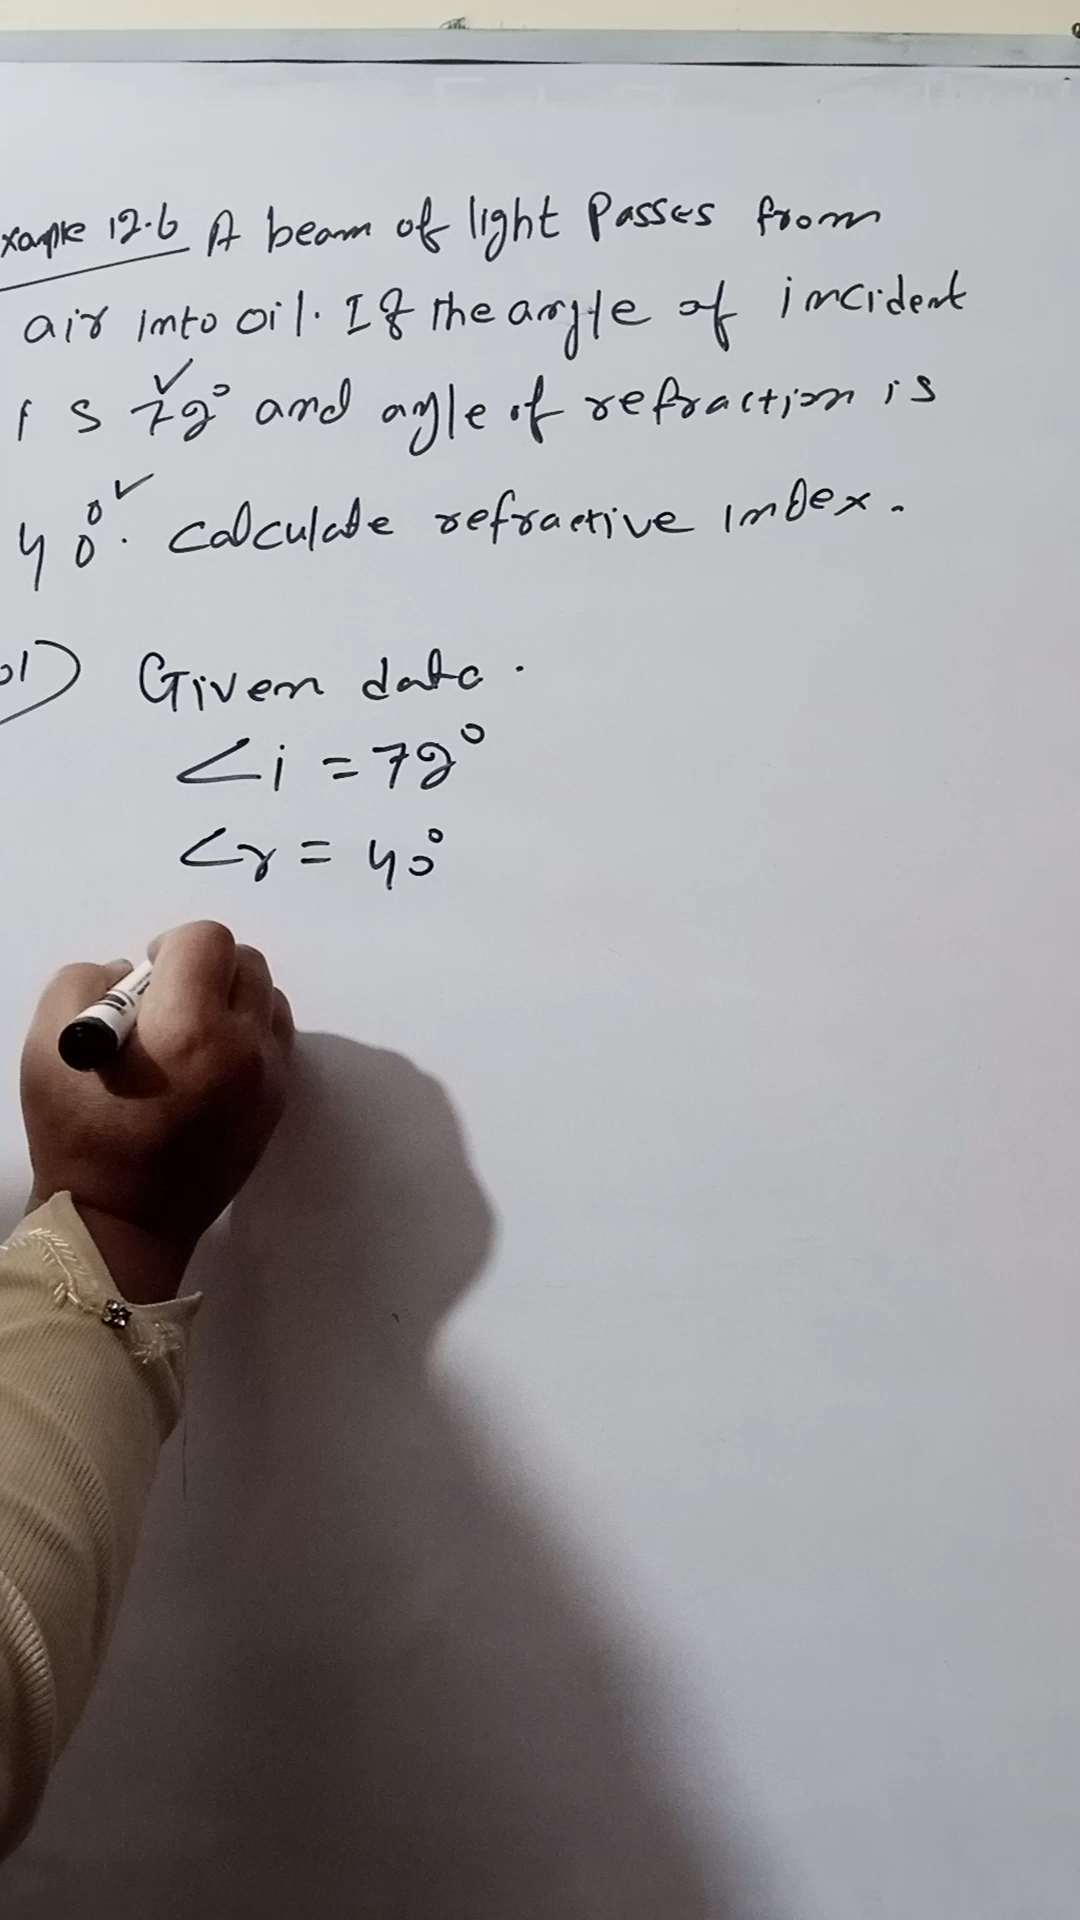 xample 12.6 A beam of light Passes from
air into oil. If the angle of incident
is 72° and angle of refraction is
40°. calculate refractive index.
ol) Given data.
∠i = 72°
∠r = 40°